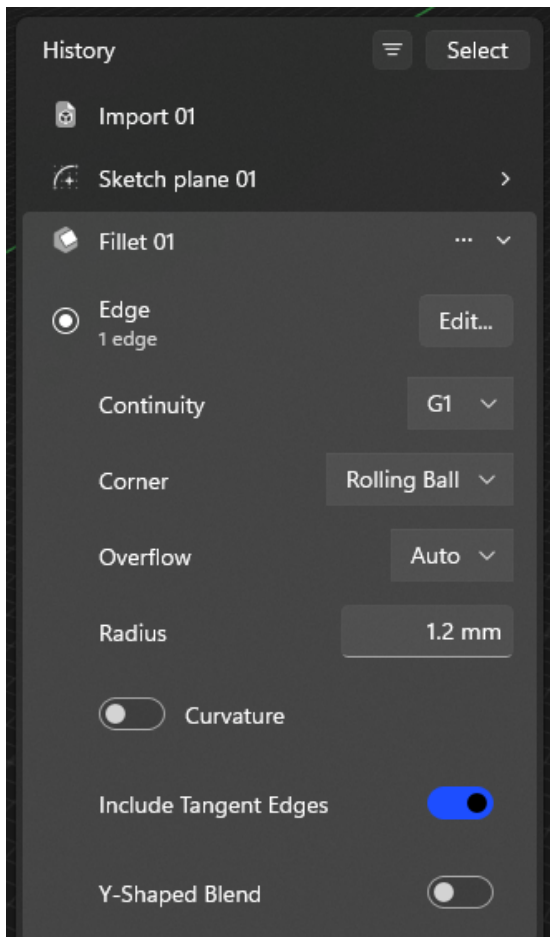 History Select
Import 01
Sketch plane 01
Fillet 01
Edge
1 edge
Edit...
Continuity G1
Corner Rolling Ball
Overflow Auto
Radius 1.2 mm
Curvature
Include Tangent Edges
Y-Shaped Blend